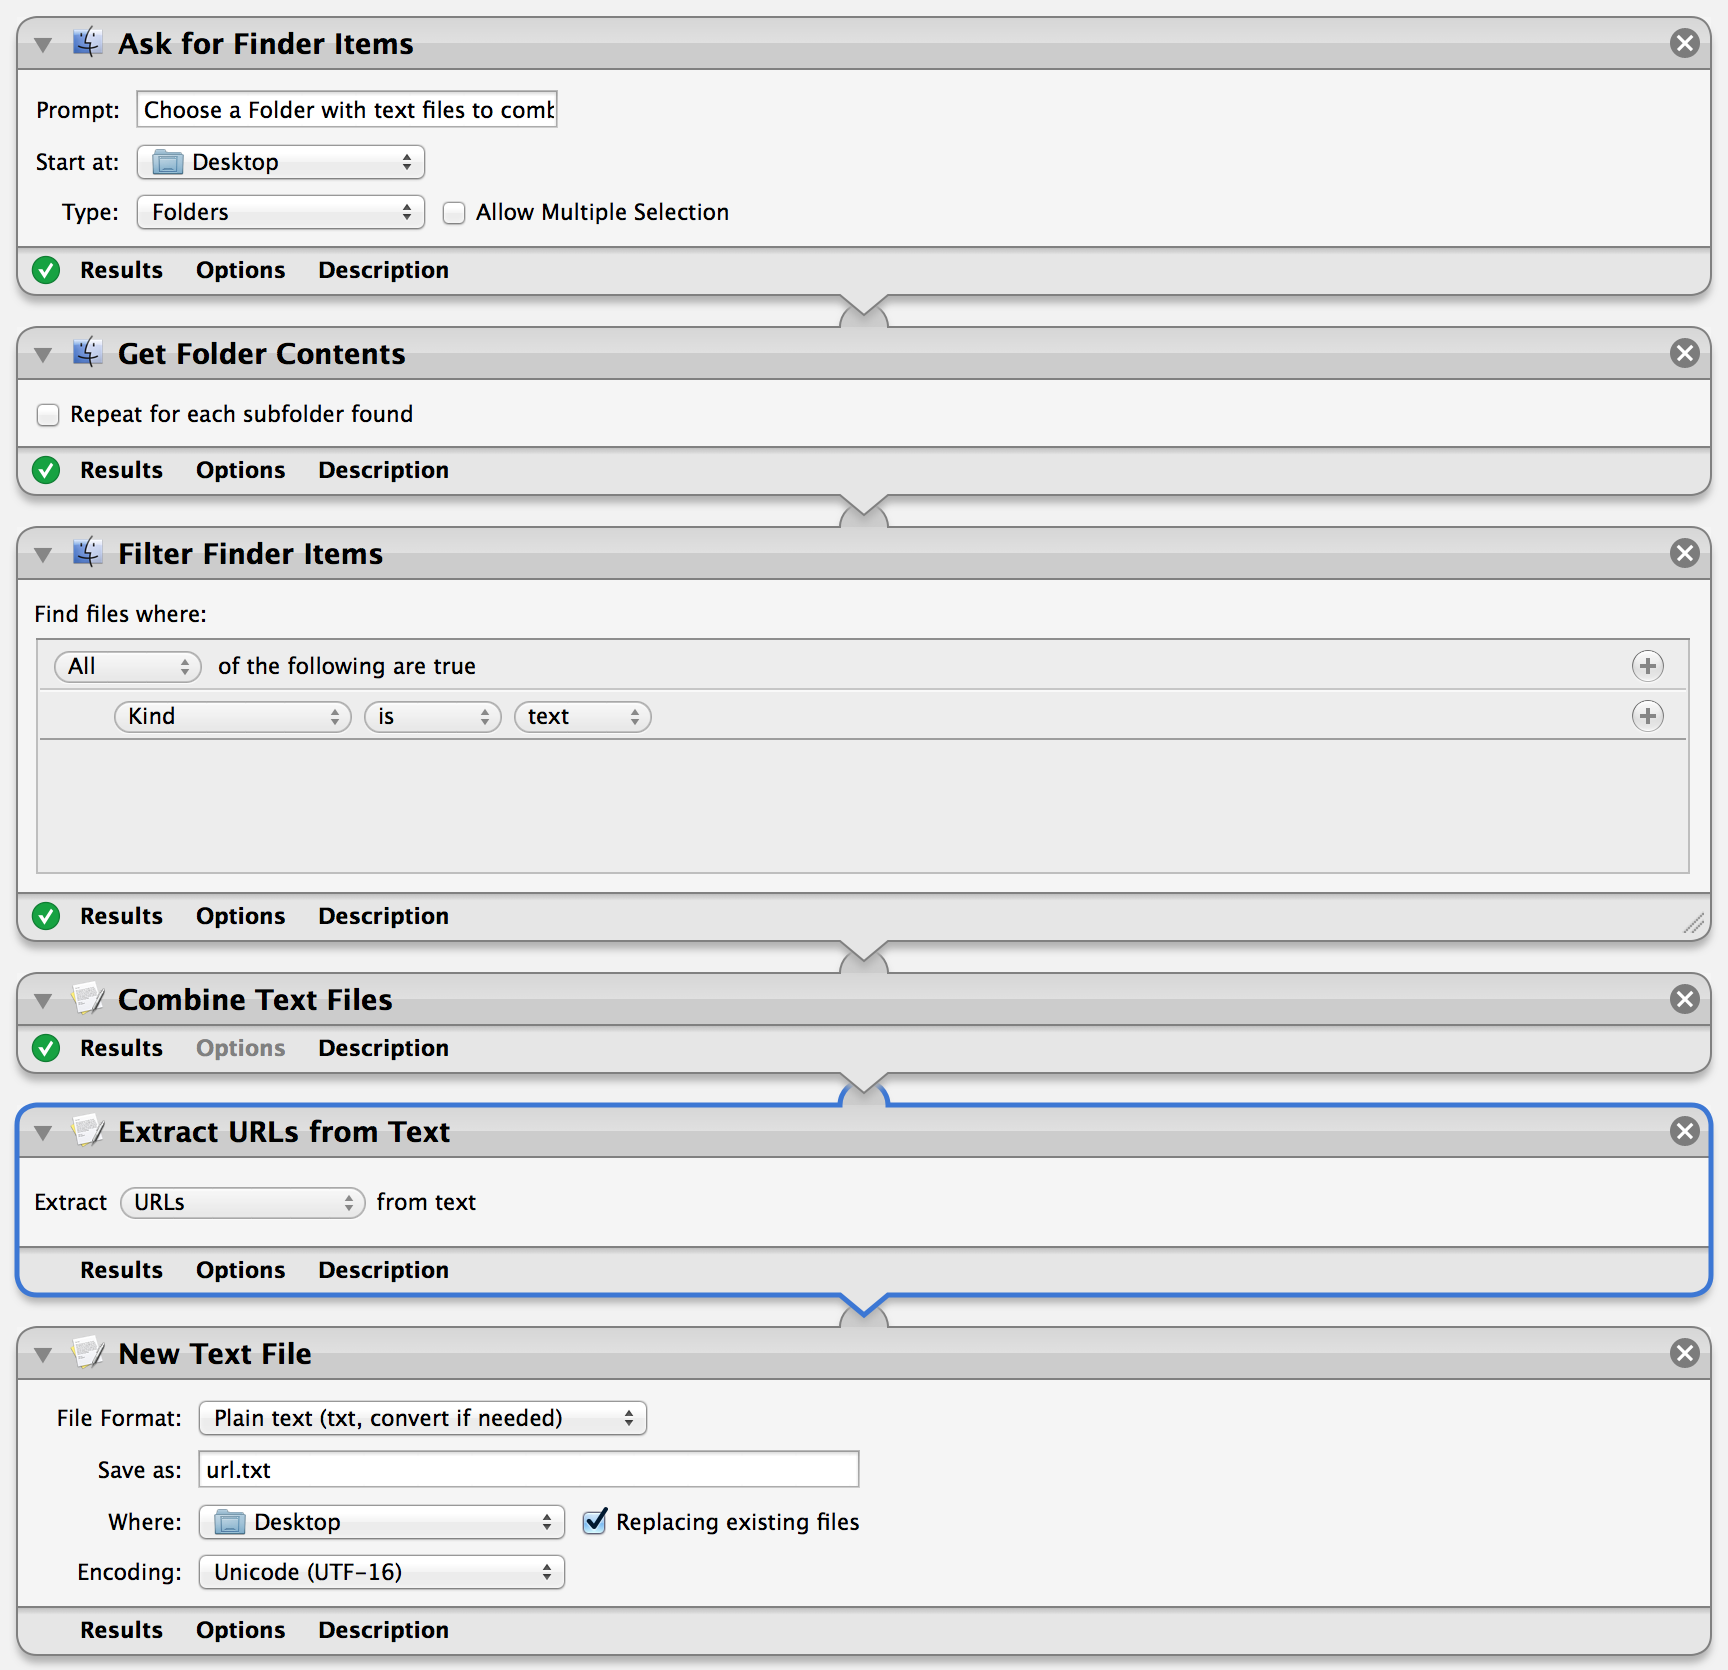 Ask for Finder Items
Prompt: Choose a Folder with text files to comb
Start at: Desktop
Type: Folders Allow Multiple Selection
Results Options Description
Get Folder Contents
Repeat for each subfolder found
Results Options Description
Filter Finder Items
Find files where:
All of the following are true
Kind is text
Results Options Description
Combine Text Files
Results Options Description
Extract URLs from Text
Extract URLs from text
Results Options Description
New Text File
File Format: Plain text (txt, convert if needed)
Save as: url.txt
Where: Desktop Replacing existing files
Encoding: Unicode (UTF-16)
Results Options Description